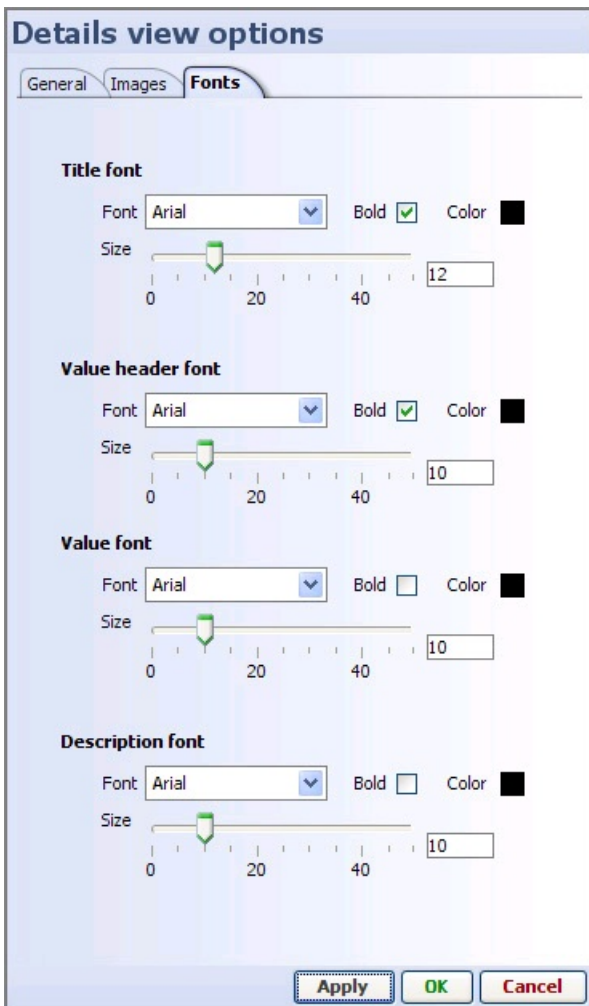 Details view options
General Images Fonts
Title font
Font Arial Bold Color
Size 12
0 20 40
Value header font
Font Arial Bold Color
Size 10
0 20 40
Value font
Font Arial Bold Color
Size 10
0 20 40
Description font
Font Arial Bold Color
Size 10
0 20 40
Apply OK Cancel